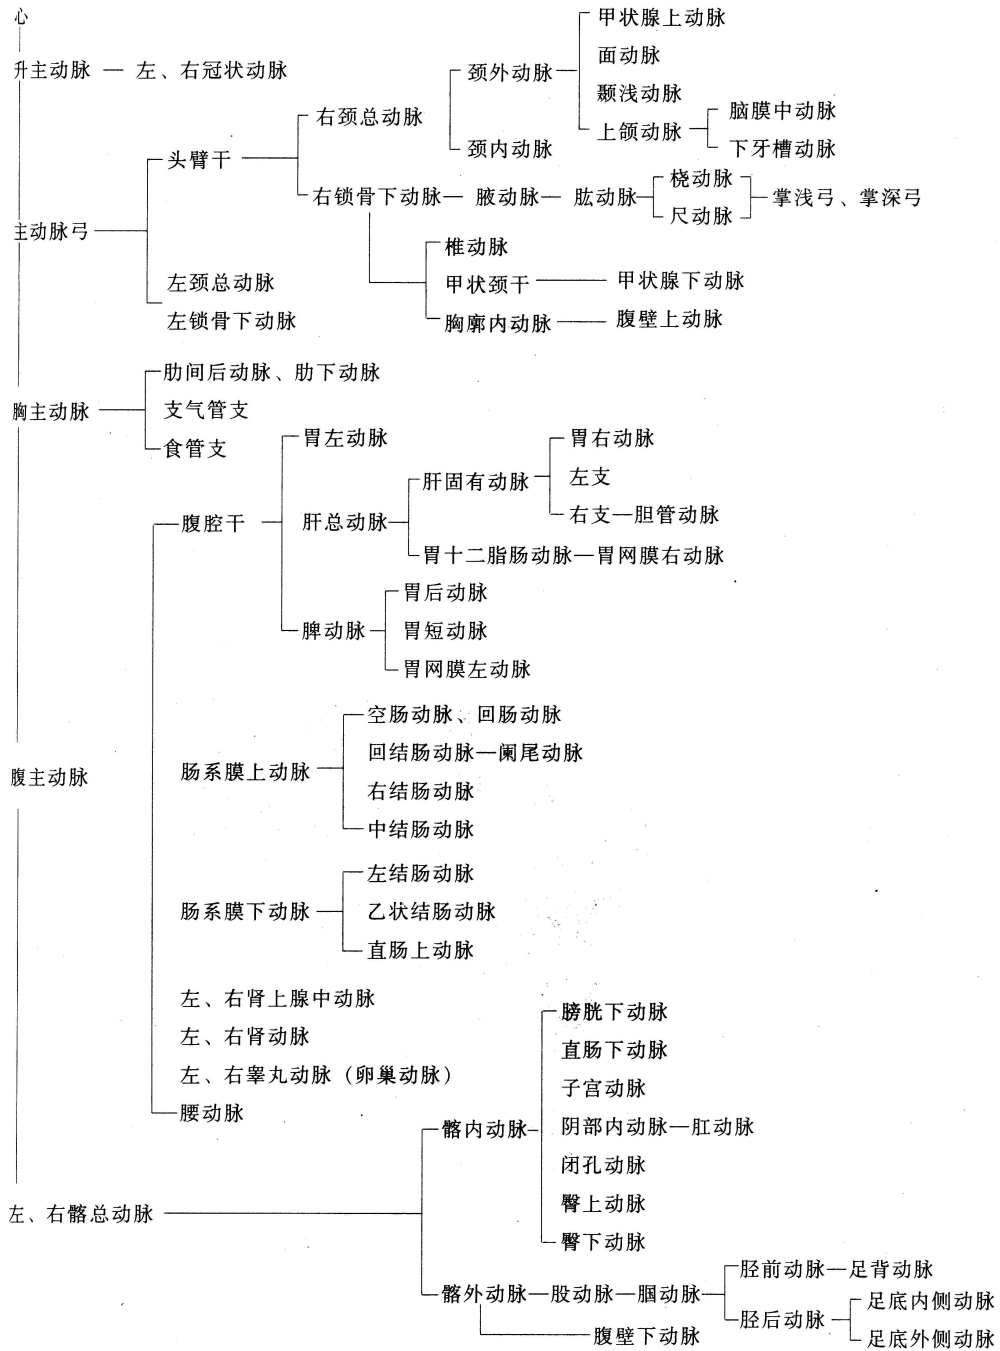 心
升主动脉 — 左、右冠状动脉
甲状腺上动脉
面动脉
颞浅动脉
上颌动脉
脑膜中动脉
下牙槽动脉
颈外动脉
颈内动脉
右颈总动脉
头臂干
右锁骨下动脉 — 腋动脉 — 肱动脉
桡动脉
尺动脉
掌浅弓、掌深弓
主动脉弓
椎动脉
甲状颈干 — 甲状腺下动脉
胸廓内动脉 — 腹壁上动脉
左颈总动脉
左锁骨下动脉
胸主动脉
肋间后动脉、肋下动脉
支气管支
食管支
腹腔干
胃左动脉
肝总动脉
肝固有动脉
胃右动脉
左支
右支—胆管动脉
胃十二脂肠动脉—胃网膜右动脉
脾动脉
胃后动脉
胃短动脉
胃网膜左动脉
腹主动脉
肠系膜上动脉
空肠动脉、回肠动脉
回结肠动脉—阑尾动脉
右结肠动脉
中结肠动脉
肠系膜下动脉
左结肠动脉
乙状结肠动脉
直肠上动脉
左、右肾上腺中动脉
左、右肾动脉
左、右睾丸动脉（卵巢动脉）
腰动脉
左、右髂总动脉
髂内动脉
膀胱下动脉
直肠下动脉
子宫动脉
阴部内动脉—肛动脉
闭孔动脉
臀上动脉
臀下动脉
髂外动脉—股动脉—腘动脉
胫前动脉—足背动脉
胫后动脉
足底内侧动脉
足底外侧动脉
腹壁下动脉